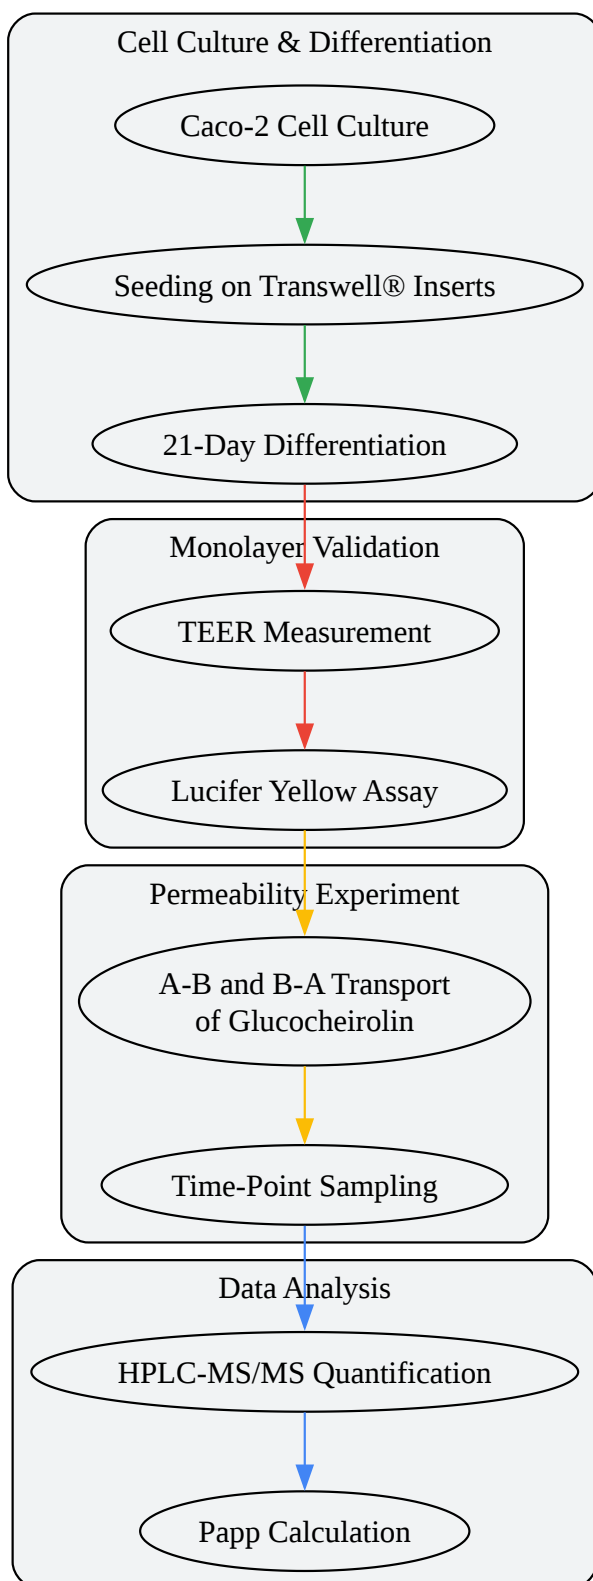 Cell Culture & Differentiation
Caco-2 Cell Culture
Seeding on Transwell® Inserts
21-Day Differentiation
Monolayer Validation
TEER Measurement
Lucifer Yellow Assay
Permeability Experiment
A-B and B-A Transport
of Glucocheirolin
Time-Point Sampling
Data Analysis
HPLC-MS/MS Quantification
Papp Calculation